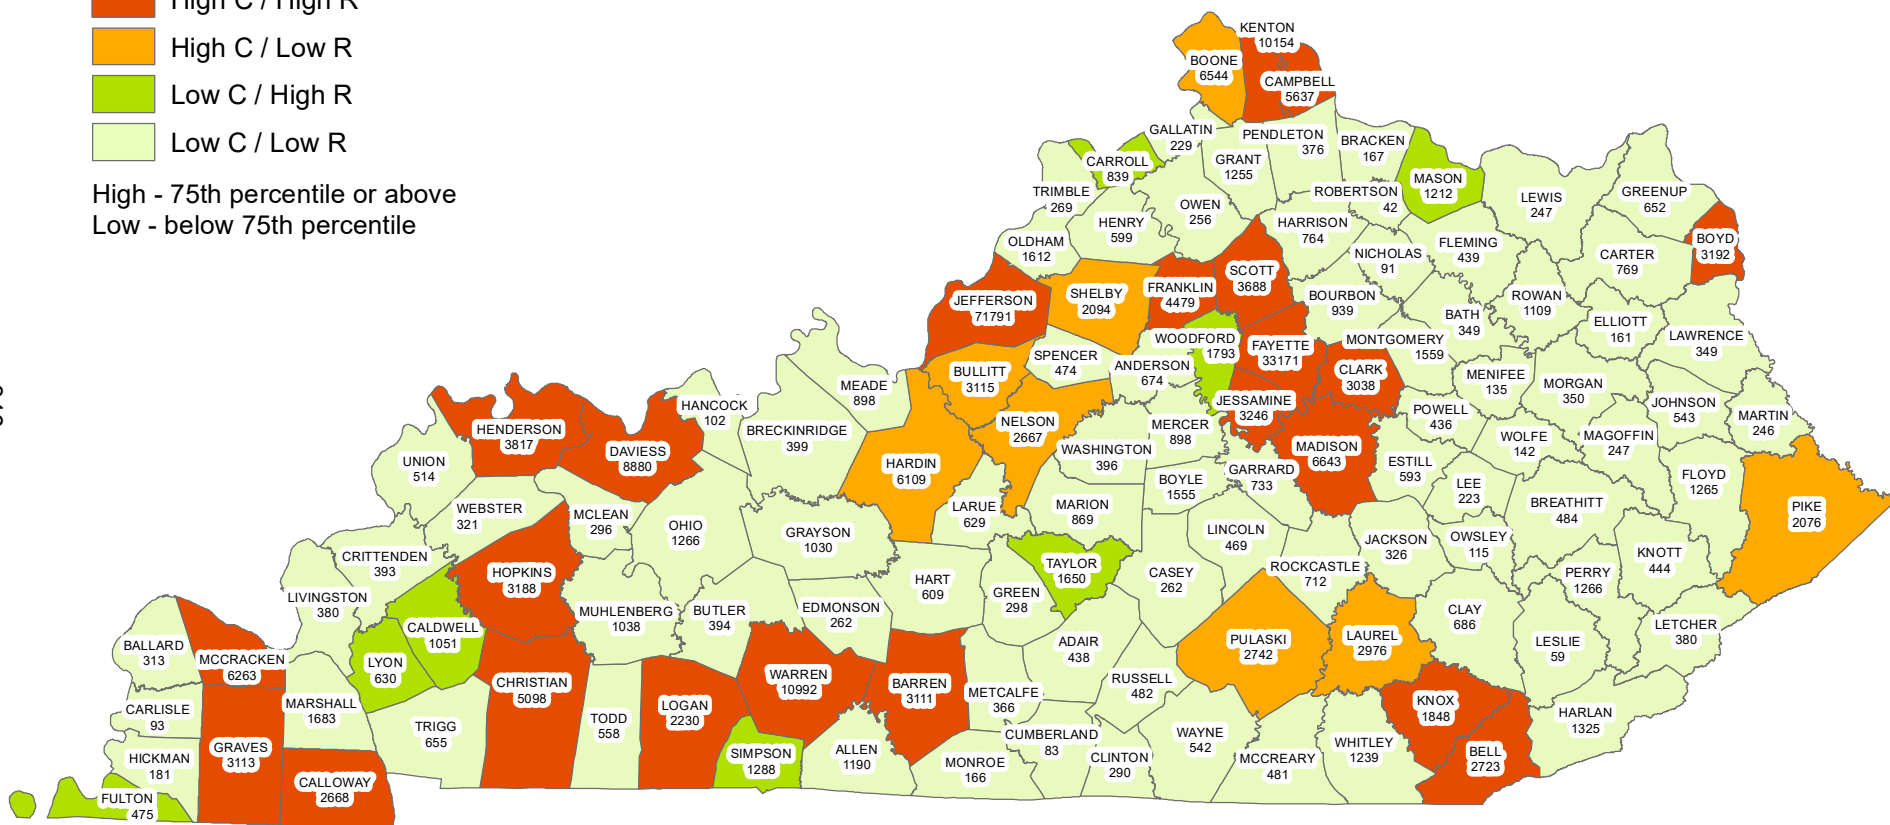 High C / High R
High C / Low R
Low C / High R
Low C / Low R
High - 75th percentile or above
Low - below 75th percentile
KENTON
10154
BOONE
6544
CAMPBELL
5637
GALLATIN
229
PENDLETON
376
BRACKEN
167
GRANT
1255
CARROLL
839
MASON
1212
TRIMBLE
269
ROBERTSON
42
LEWIS
247
GREENUP
652
OWEN
256
HENRY
599
HARRISON
764
OLDHAM
1612
FLEMING
439
BOYD
3192
NICHOLAS
91
CARTER
769
SCOTT
3688
FRANKLIN
4479
SHELBY
2094
JEFFERSON
71791
BOURBON
939
ROWAN
1109
BATH
349
ELLIOTT
161
LAWRENCE
349
WOODFORD
1793
FAYETTE
33171
MONTGOMERY
1559
SPENCER
474
ANDERSON
674
CLARK
3038
MENIFEE
135
MORGAN
350
BULLITT
3115
MEADE
898
JESSAMINE
3246
POWELL
436
JOHNSON
543
MARTIN
246
HANCOCK
102
NELSON
2667
MERCER
898
HENDERSON
3817
BRECKINRIDGE
399
WOLFE
142
MAGOFFIN
247
DAVIESS
8880
WASHINGTON
396
MADISON
6643
UNION
514
HARDIN
6109
GARRARD
733
ESTILL
593
FLOYD
1265
BOYLE
1555
LEE
223
BREATHITT
484
WEBSTER
321
MCLEAN
296
LARUE
629
MARION
869
PIKE
2076
OHIO
1266
GRAYSON
1030
LINCOLN
469
JACKSON
326
OWSLEY
115
KNOTT
444
CRITTENDEN
393
HOPKINS
3188
TAYLOR
1650
CASEY
262
ROCKCASTLE
712
PERRY
1266
HART
609
LIVINGSTON
380
GREEN
298
MUHLENBERG
1038
BUTLER
394
EDMONSON
262
CLAY
686
CALDWELL
1051
LETCHER
380
BALLARD
313
MCCRACKEN
6263
LYON
630
ADAIR
438
PULASKI
2742
LAUREL
2976
LESLIE
59
CHRISTIAN
5098
WARREN
10992
BARREN
3111
RUSSELL
482
METCALFE
366
KNOX
1848
CARLISLE
93
MARSHALL
1683
LOGAN
2230
HARLAN
1325
TODD
558
TRIGG
655
CUMBERLAND
83
WAYNE
542
WHITLEY
1239
GRAVES
3113
SIMPSON
1288
ALLEN
1190
BELL
2723
HICKMAN
181
MONROE
166
CLINTON
290
MCCREARY
481
CALLOWAY
2668
FULTON
475